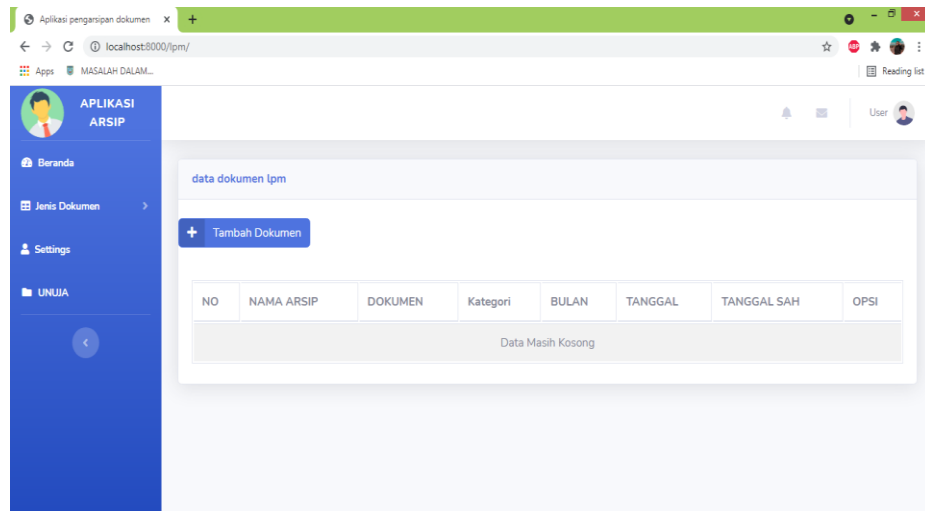 Aplikasi pengarsipan dokumen
localhost:8000/lpm/
ABP
Apps MASALAH DALAM...
Reading list
APLIKASI
ARSIP
User
Beranda
data dokumen lpm
Jenis Dokumen
Tambah Dokumen
Settings
UNUJA
NO NAMA ARSIP DOKUMEN Kategori BULAN TANGGAL TANGGAL SAH OPSI
Data Masih Kosong